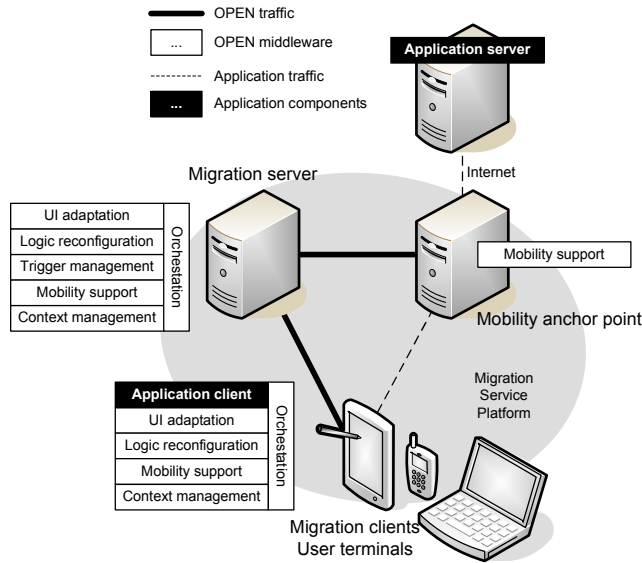 OPEN traffic
... OPEN middleware
Application traffic
... Application components
Application server
Internet
Migration server
UI adaptation
Logic reconfiguration
Trigger management
Mobility support
Context management
Orchestation
Mobility support
Mobility anchor point
Migration
Service
Platform
Application client
UI adaptation
Logic reconfiguration
Mobility support
Context management
Orchestation
Migration clients
User terminals